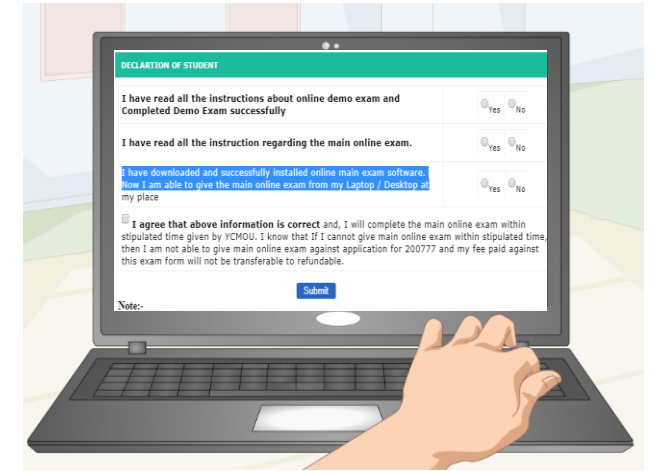 DECLARTION OF STUDENT
I have read all the instructions about online demo exam and
Completed Demo Exam successfully
Yes No
I have read all the instruction regarding the main online exam.
Yes No
I have downloaded and successfully installed online main exam software.
Now I am able to give the main online exam from my Laptop / Desktop at
my place
Yes No
I agree that above information is correct and, I will complete the main online exam within
stipulated time given by YCMOU. I know that If I cannot give main online exam within stipulated time,
then I am not able to give main online exam against application for 200777 and my fee paid against
this exam form will not be transferable to refundable.
Submit
Note:-